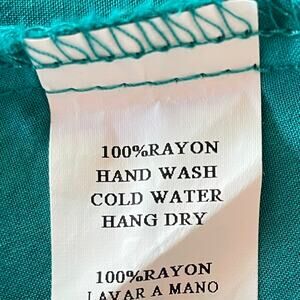 100%RAYON
HAND WASH
COLD WATER
HANG DRY
100%RAYON
LAVAR A MANO